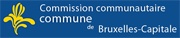 Commission communautaire
commune
de Bruxelles-Capitale